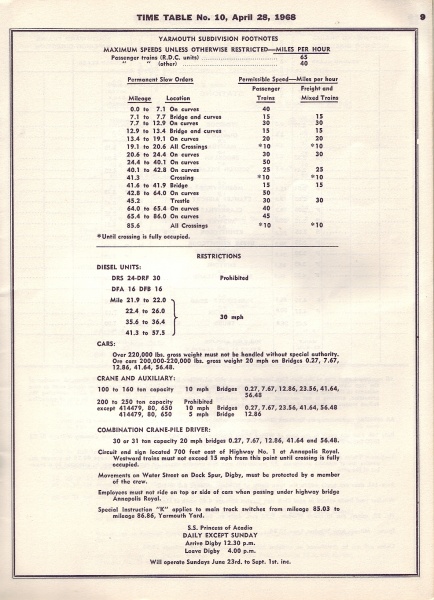 TIME TABLE No. 10, April 28, 1968 9
YARMOUTH SUBDIVISION FOOTNOTES
MAXIMUM SPEEDS UNLESS OTHERWISE RESTRICTED—MILES PER HOUR
Passenger trains (R.D.C. units) 65
" " (other) 40
Permanent Slow Orders Permissible Speed—Miles per hour
Passenger Freight and
Mileage Location Trains Mixed Trains
0.0 to 7.1 On curves 40
7.1 to 7.7 Bridge and curves 15 15
7.7 to 12.9 On curves 30 30
12.9 to 13.4 Bridge and curves 15 15
13.4 to 19.1 On curves 20 20
19.1 to 20.6 All Crossings *10 *10
20.6 to 24.4 On curves 30 30
24.4 to 40.1 On curves 50
40.1 to 42.8 On curves 25 25
41.3 Crossing *10 *10
41.6 to 41.9 Bridge 15 15
42.8 to 64.0 On curves 50
45.2 Trestle 30 30
64.0 to 65.4 On curves 40
65.4 to 86.0 On curves 45
85.6 All Crossings *10 *10
*Until crossing is fully occupied.
RESTRICTIONS
DIESEL UNITS:
DRS 24-DRF 30 Prohibited
DFA 16 DFB 16
Mile 21.9 to 22.0
22.4 to 26.0
30 mph
35.6 to 36.4
41.3 to 57.5
CARS:
Over 220,000 lbs. gross weight must not be handled without special authority.
Ore cars 200,000-220,000 lbs. gross weight 20 mph on Bridges 0.27, 7.67,
12.86, 41.64, 56.48.
CRANE AND AUXILIARY:
100 to 160 ton capacity 10 mph Bridges 0.27, 7.67, 12.86, 23.56, 41.64,
56.48
200 to 250 ton capacity Prohibited
except 414479, 80, 650 10 mph Bridges 0.27, 7.67, 23.56, 41.64, 56.48
414479, 80, 650 5 mph Bridge 12.86
COMBINATION CRANE-PILE DRIVER:
30 or 31 ton capacity 20 mph bridges 0.27, 7.67, 12.86, 41.64 and 56.48.
Circuit end sign located 700 feet east of Highway No. 1 at Annapolis Royal.
Westward trains must not exceed 15 mph from this point until crossing is fully
occupied.
Movements on Water Street on Dock Spur, Digby, must be protected by a member
of the crew.
Employees must not ride on top or side of cars when passing under highway bridge
Annapolis Royal.
Special Instruction "K" applies to main track switches from mileage 85.03 to
mileage 86.86, Yarmouth Yard.
S.S. Princess of Acadia
DAILY EXCEPT SUNDAY
Arrive Digby 12.30 p.m.
Leave Digby 4.00 p.m.
Will operate Sundays June 23rd. to Sept. 1st. inc.